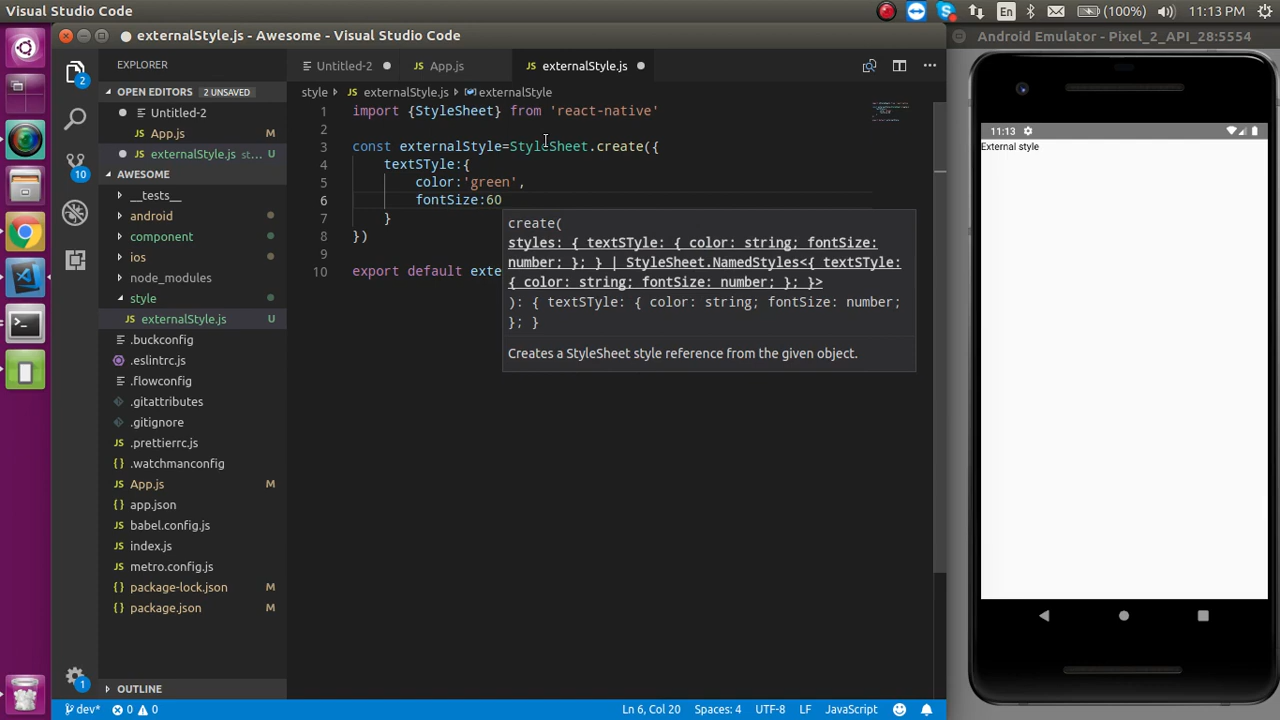 Visual Studio Code
En
(100%)
11:13 PM
externalStyle.js - Awesome - Visual Studio Code
Android Emulator - Pixel_2_API_28:5554
EXPLORER
OPEN EDITORS 2 UNSAVED
Untitled-2
App.js M
externalStyle.js st... U
AWESOME
__tests__
android
component
ios
node_modules
style
externalStyle.js U
.buckconfig
.eslintrc.js
.flowconfig
.gitattributes
.gitignore
.prettierrc.js
.watchmanconfig
App.js M
app.json
babel.config.js
index.js
metro.config.js
package-lock.json M
package.json M
OUTLINE
2
10
1
Untitled-2
App.js
externalStyle.js
style > externalStyle.js > externalStyle
1 import {StyleSheet} from 'react-native'
2
3 const externalStyle=StyleSheet.create({
4 textSTyle:{
5 color:'green',
6 fontSize:60
7 }
8 })
9
10 export default exte
create(
styles: { textSTyle: { color: string; fontSize:
number; }; } | StyleSheet.NamedStyles<{ textSTyle:
{ color: string; fontSize: number; }; }>
): { textSTyle: { color: string; fontSize: number;
}; }
Creates a StyleSheet style reference from the given object.
11:13
External style
dev* 0 0
Ln 6, Col 20 Spaces: 4 UTF-8 LF JavaScript